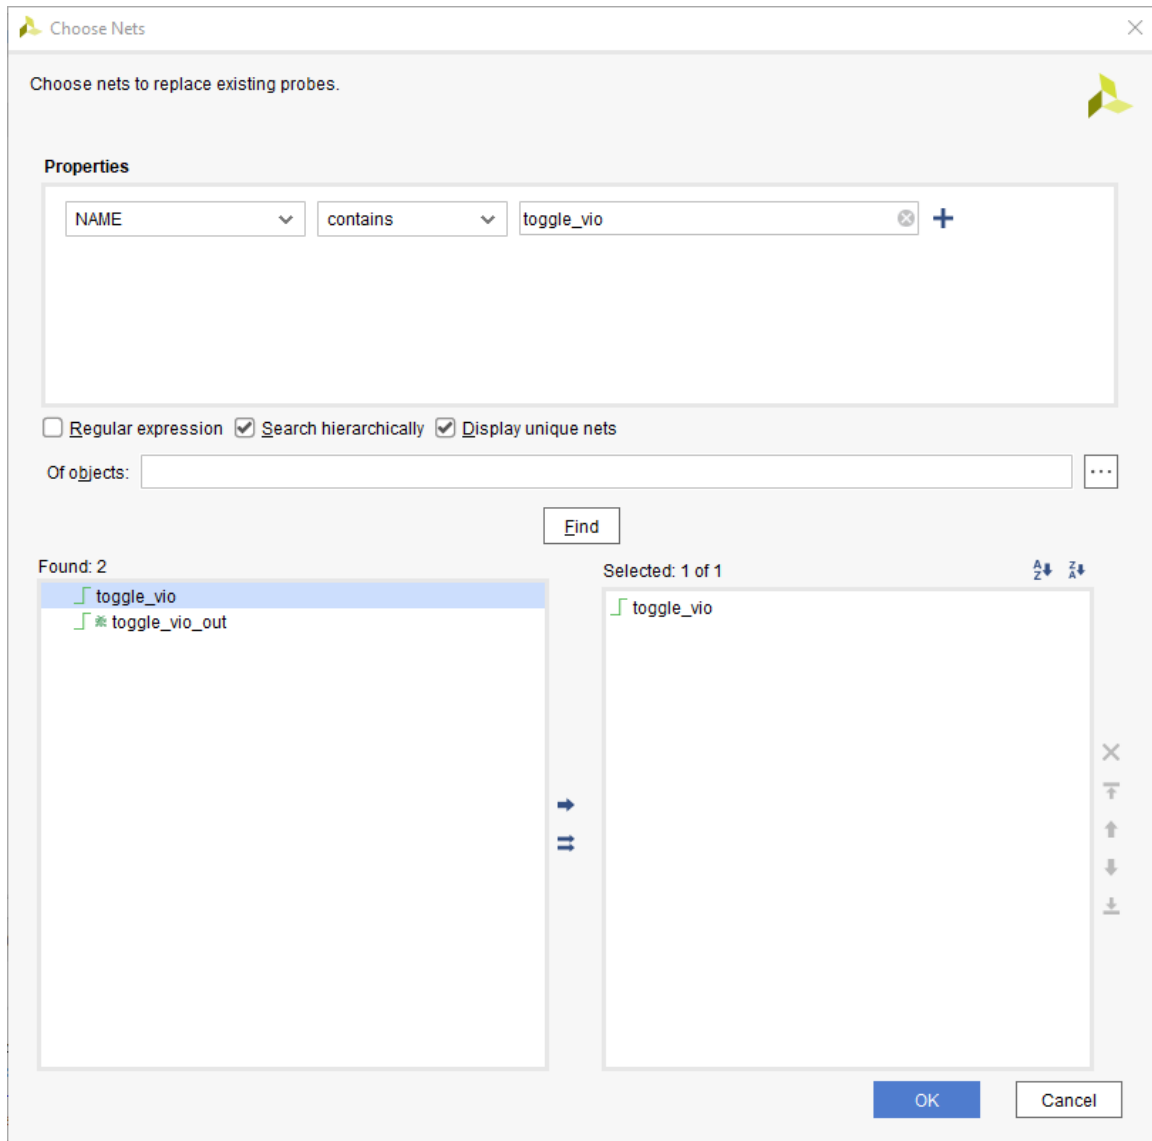 Choose Nets
Choose nets to replace existing probes.
Properties
NAME contains toggle_vio
Regular expression Search hierarchically Display unique nets
Of objects:
Find
Found: 2
Selected: 1 of 1
toggle_vio
toggle_vio_out
toggle_vio
OK Cancel